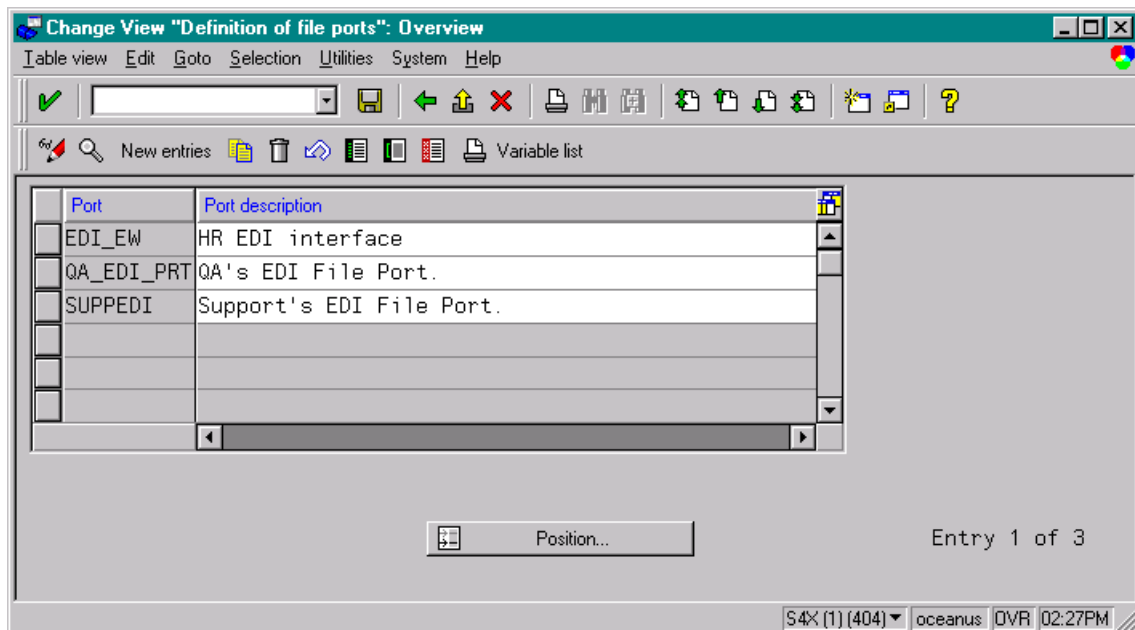 Change View "Definition of file ports": Overview
Table view Edit Goto Selection Utilities System Help
New entries Variable list
Port Port description
EDI_EW HR EDI interface
QA_EDI_PRT QA's EDI File Port.
SUPPEDI Support's EDI File Port.
Position... Entry 1 of 3
S4X (1) (404) oceanus OVR 02:27PM